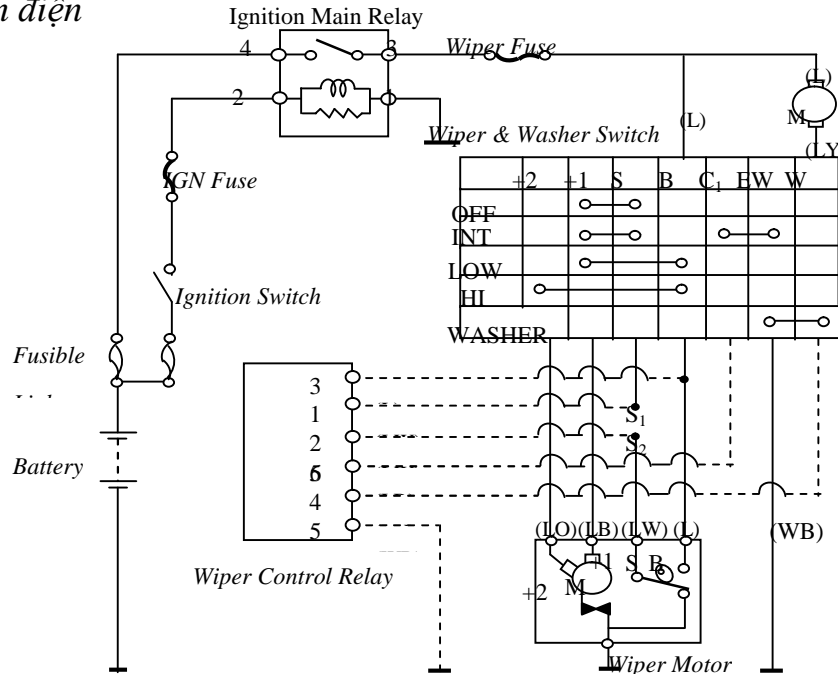 n điện
Ignition Main Relay
4
3
Wiper Fuse
2
1
(L)
M
(LY
(L)
Wiper & Washer Switch
IGN Fuse
+2 +1 S B C1 EW W
OFF
INT
LOW
HI
WASHER
Ignition Switch
Fusible
Battery
3
1
2
6
4
5
S1
S2
Wiper Control Relay
(LO) (LB) (LW) (L)
(WB)
+1 S B
+2 M
Wiper Motor